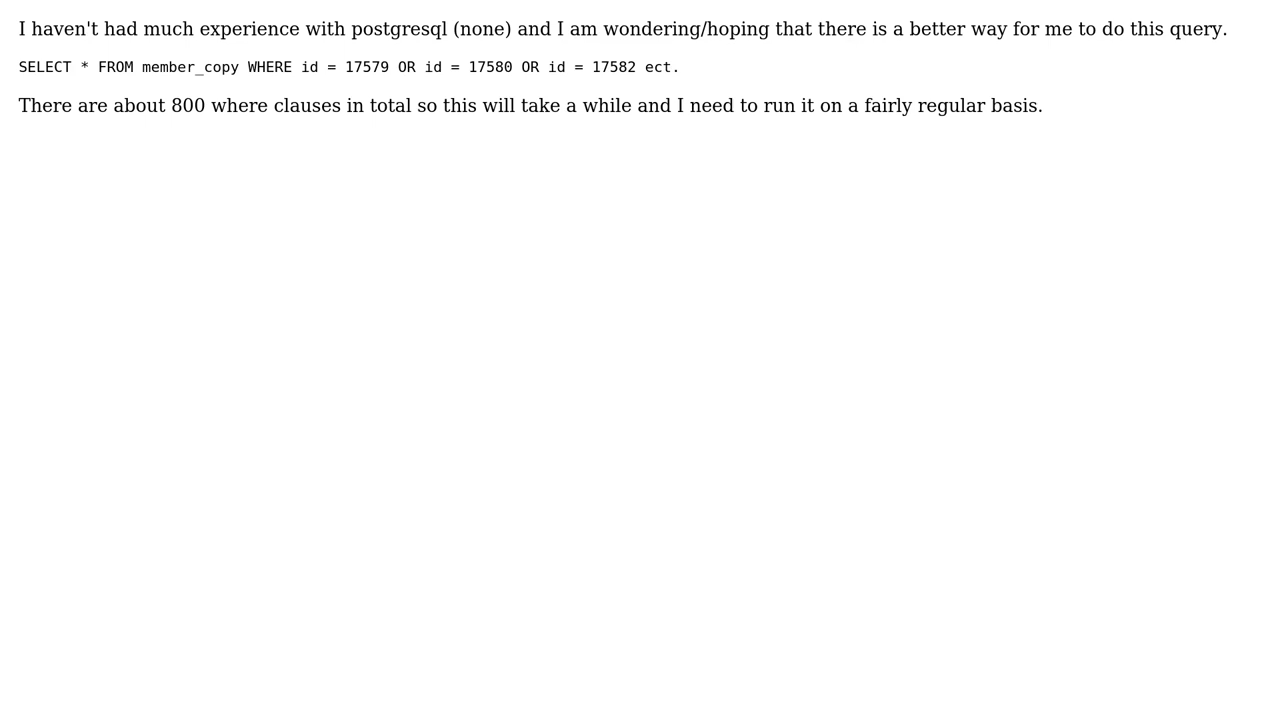 I haven't had much experience with postgresql (none) and I am wondering/hoping that there is a better way for me to do this query.
SELECT * FROM member_copy WHERE id = 17579 OR id = 17580 OR id = 17582 ect.
There are about 800 where clauses in total so this will take a while and I need to run it on a fairly regular basis.